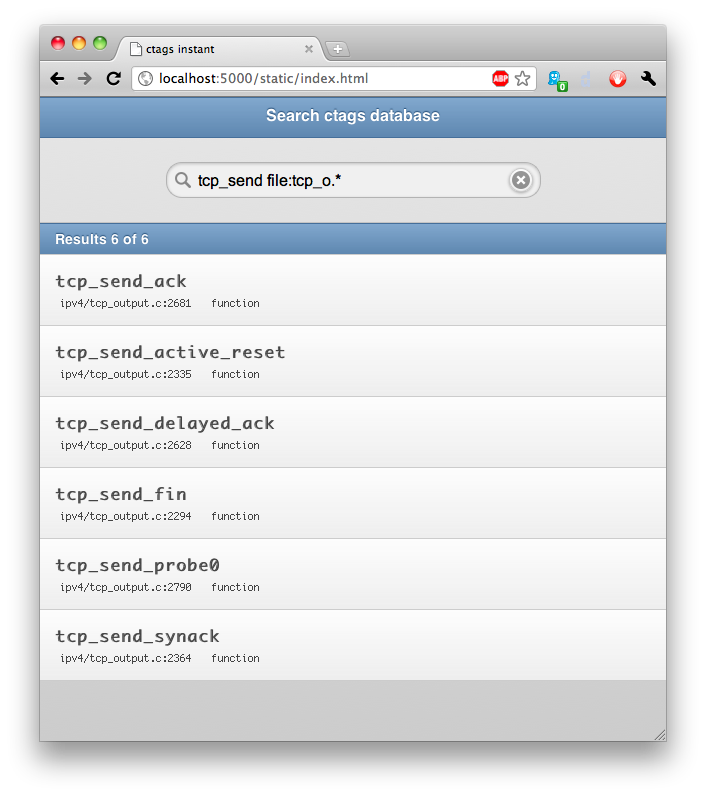 ctags instant
localhost:5000/static/index.html
ABP
0
Search ctags database
tcp_send file:tcp_o.*
Results 6 of 6
tcp_send_ack
ipv4/tcp_output.c:2681 function
tcp_send_active_reset
ipv4/tcp_output.c:2335 function
tcp_send_delayed_ack
ipv4/tcp_output.c:2628 function
tcp_send_fin
ipv4/tcp_output.c:2294 function
tcp_send_probe0
ipv4/tcp_output.c:2790 function
tcp_send_synack
ipv4/tcp_output.c:2364 function